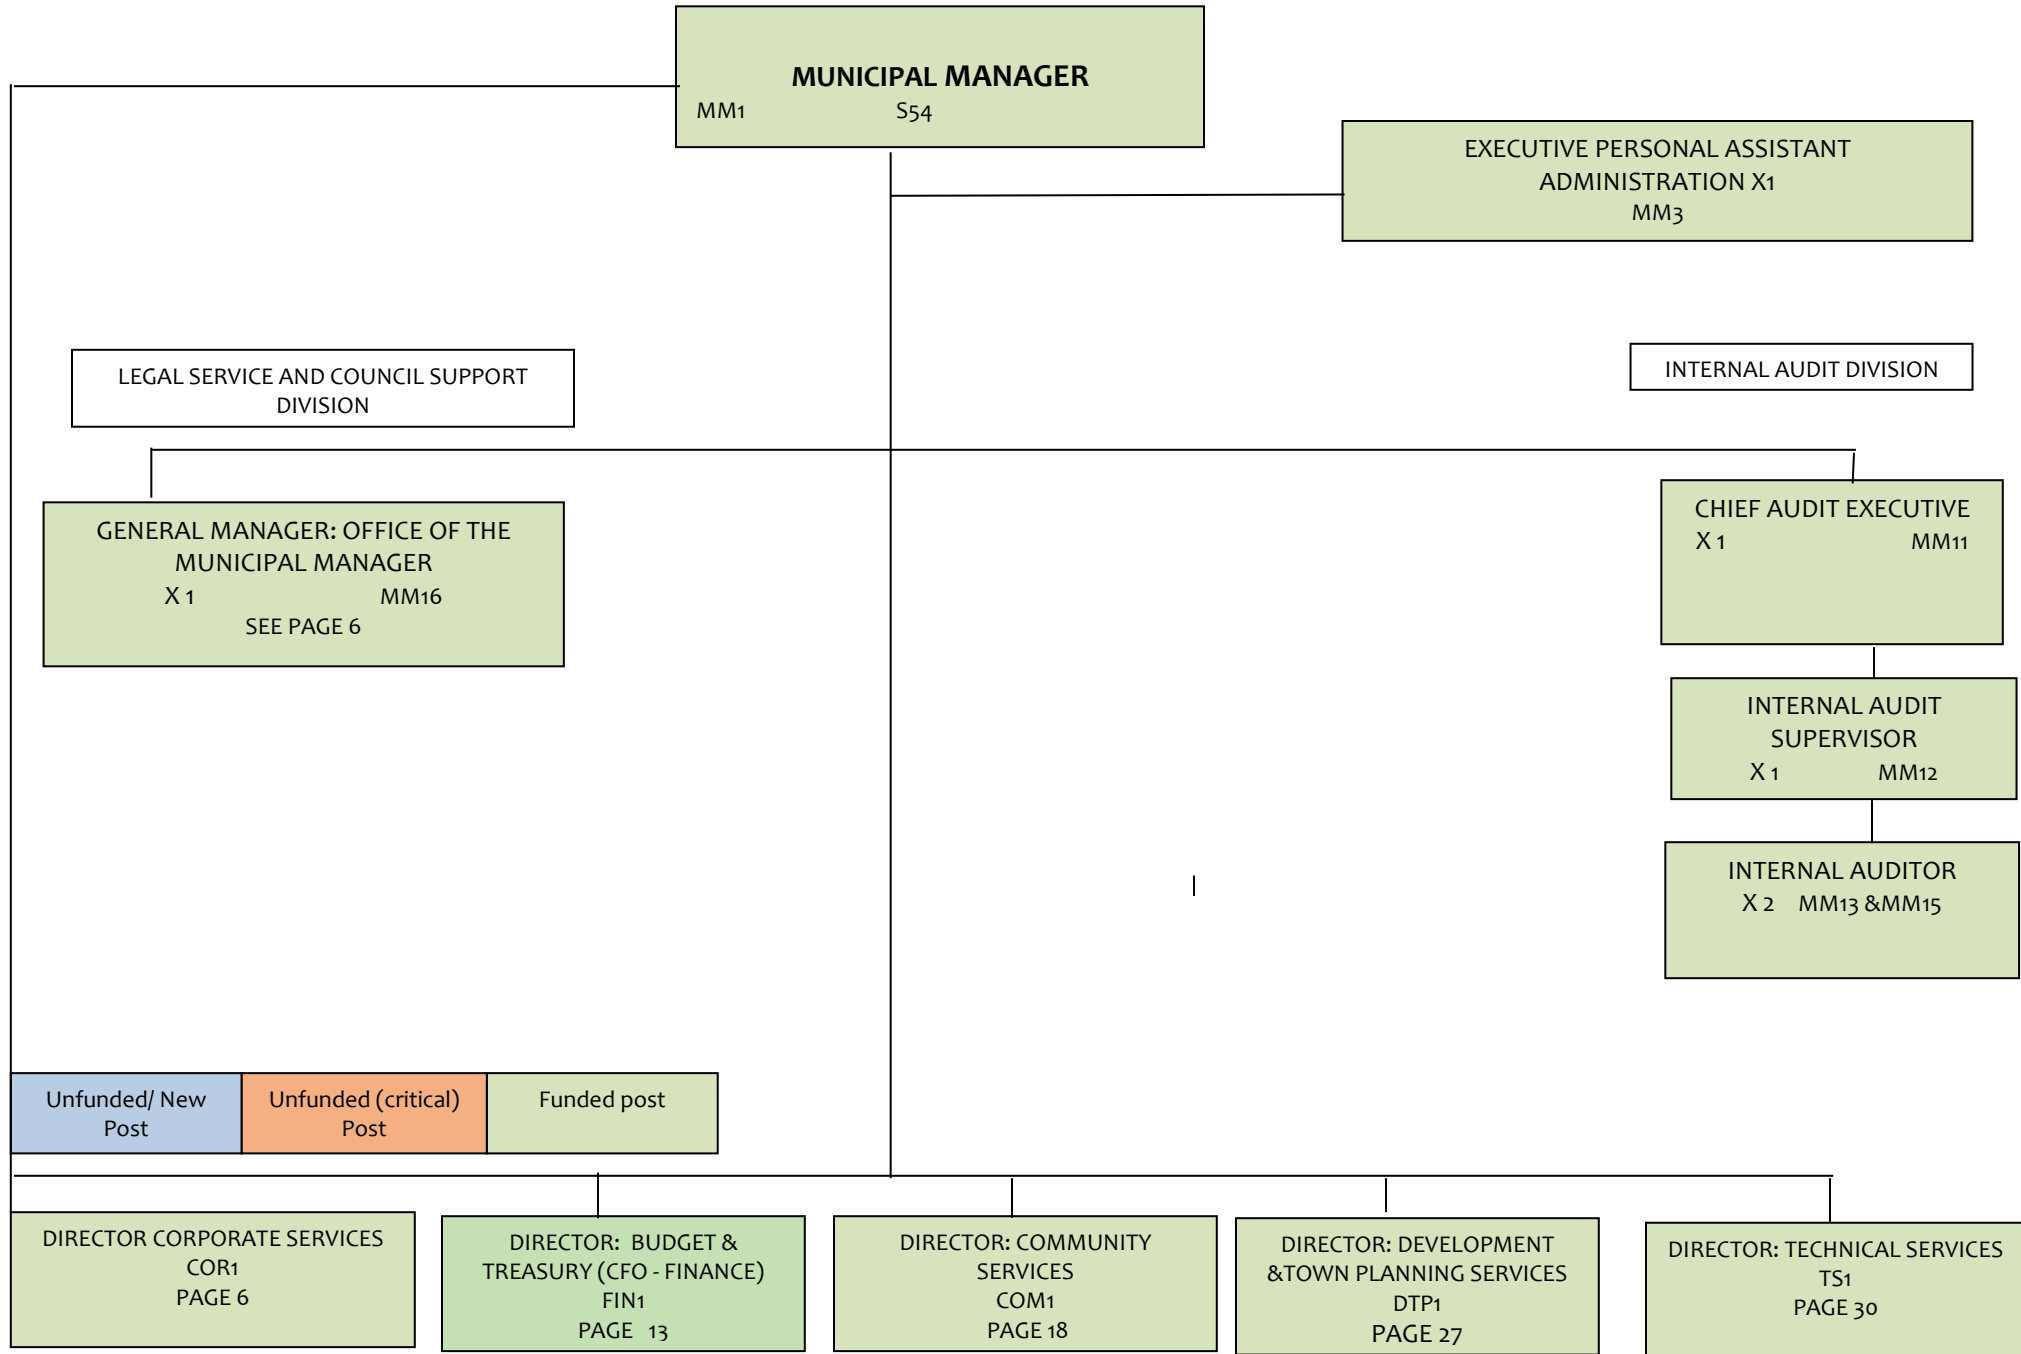 MUNICIPAL MANAGER
MM1 S54
EXECUTIVE PERSONAL ASSISTANT
ADMINISTRATION X1
MM3
LEGAL SERVICE AND COUNCIL SUPPORT
DIVISION
INTERNAL AUDIT DIVISION
GENERAL MANAGER: OFFICE OF THE
MUNICIPAL MANAGER
X 1 MM16
SEE PAGE 6
CHIEF AUDIT EXECUTIVE
X 1 MM11
INTERNAL AUDIT
SUPERVISOR
X 1 MM12
INTERNAL AUDITOR
X 2 MM13 &MM15
Unfunded/ New
Post
Unfunded (critical)
Post
Funded post
DIRECTOR CORPORATE SERVICES
COR1
PAGE 6
DIRECTOR: BUDGET &
TREASURY (CFO - FINANCE)
FIN1
PAGE 13
DIRECTOR: COMMUNITY
SERVICES
COM1
PAGE 18
DIRECTOR: DEVELOPMENT
&TOWN PLANNING SERVICES
DTP1
PAGE 27
DIRECTOR: TECHNICAL SERVICES
TS1
PAGE 30